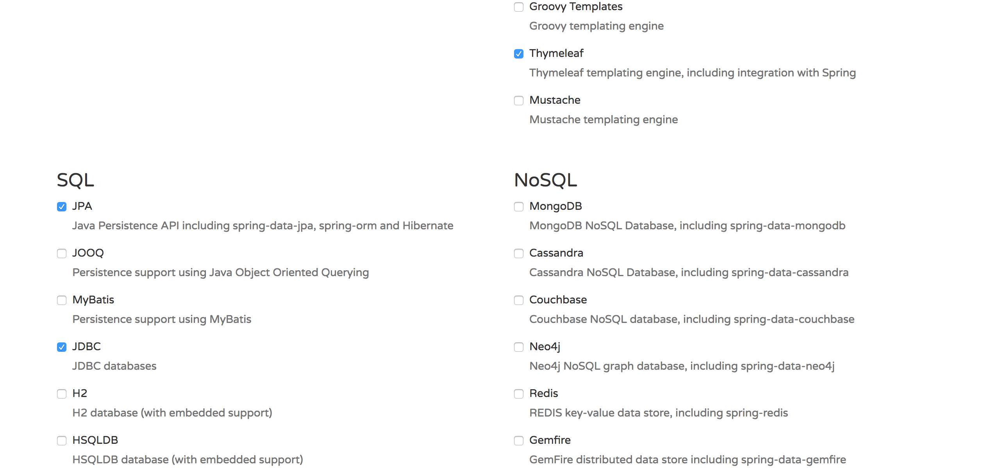 Groovy Templates
Groovy templating engine
Thymeleaf
Thymeleaf templating engine, including integration with Spring
Mustache
Mustache templating engine
SQL
JPA
Java Persistence API including spring-data-jpa, spring-orm and Hibernate
JOOQ
Persistence support using Java Object Oriented Querying
MyBatis
Persistence support using MyBatis
JDBC
JDBC databases
H2
H2 database (with embedded support)
HSQLDB
HSQLDB database (with embedded support)
NoSQL
MongoDB
MongoDB NoSQL Database, including spring-data-mongodb
Cassandra
Cassandra NoSQL Database, including spring-data-cassandra
Couchbase
Couchbase NoSQL database, including spring-data-couchbase
Neo4j
Neo4j NoSQL graph database, including spring-data-neo4j
Redis
REDIS key-value data store, including spring-redis
Gemfire
GemFire distributed data store including spring-data-gemfire